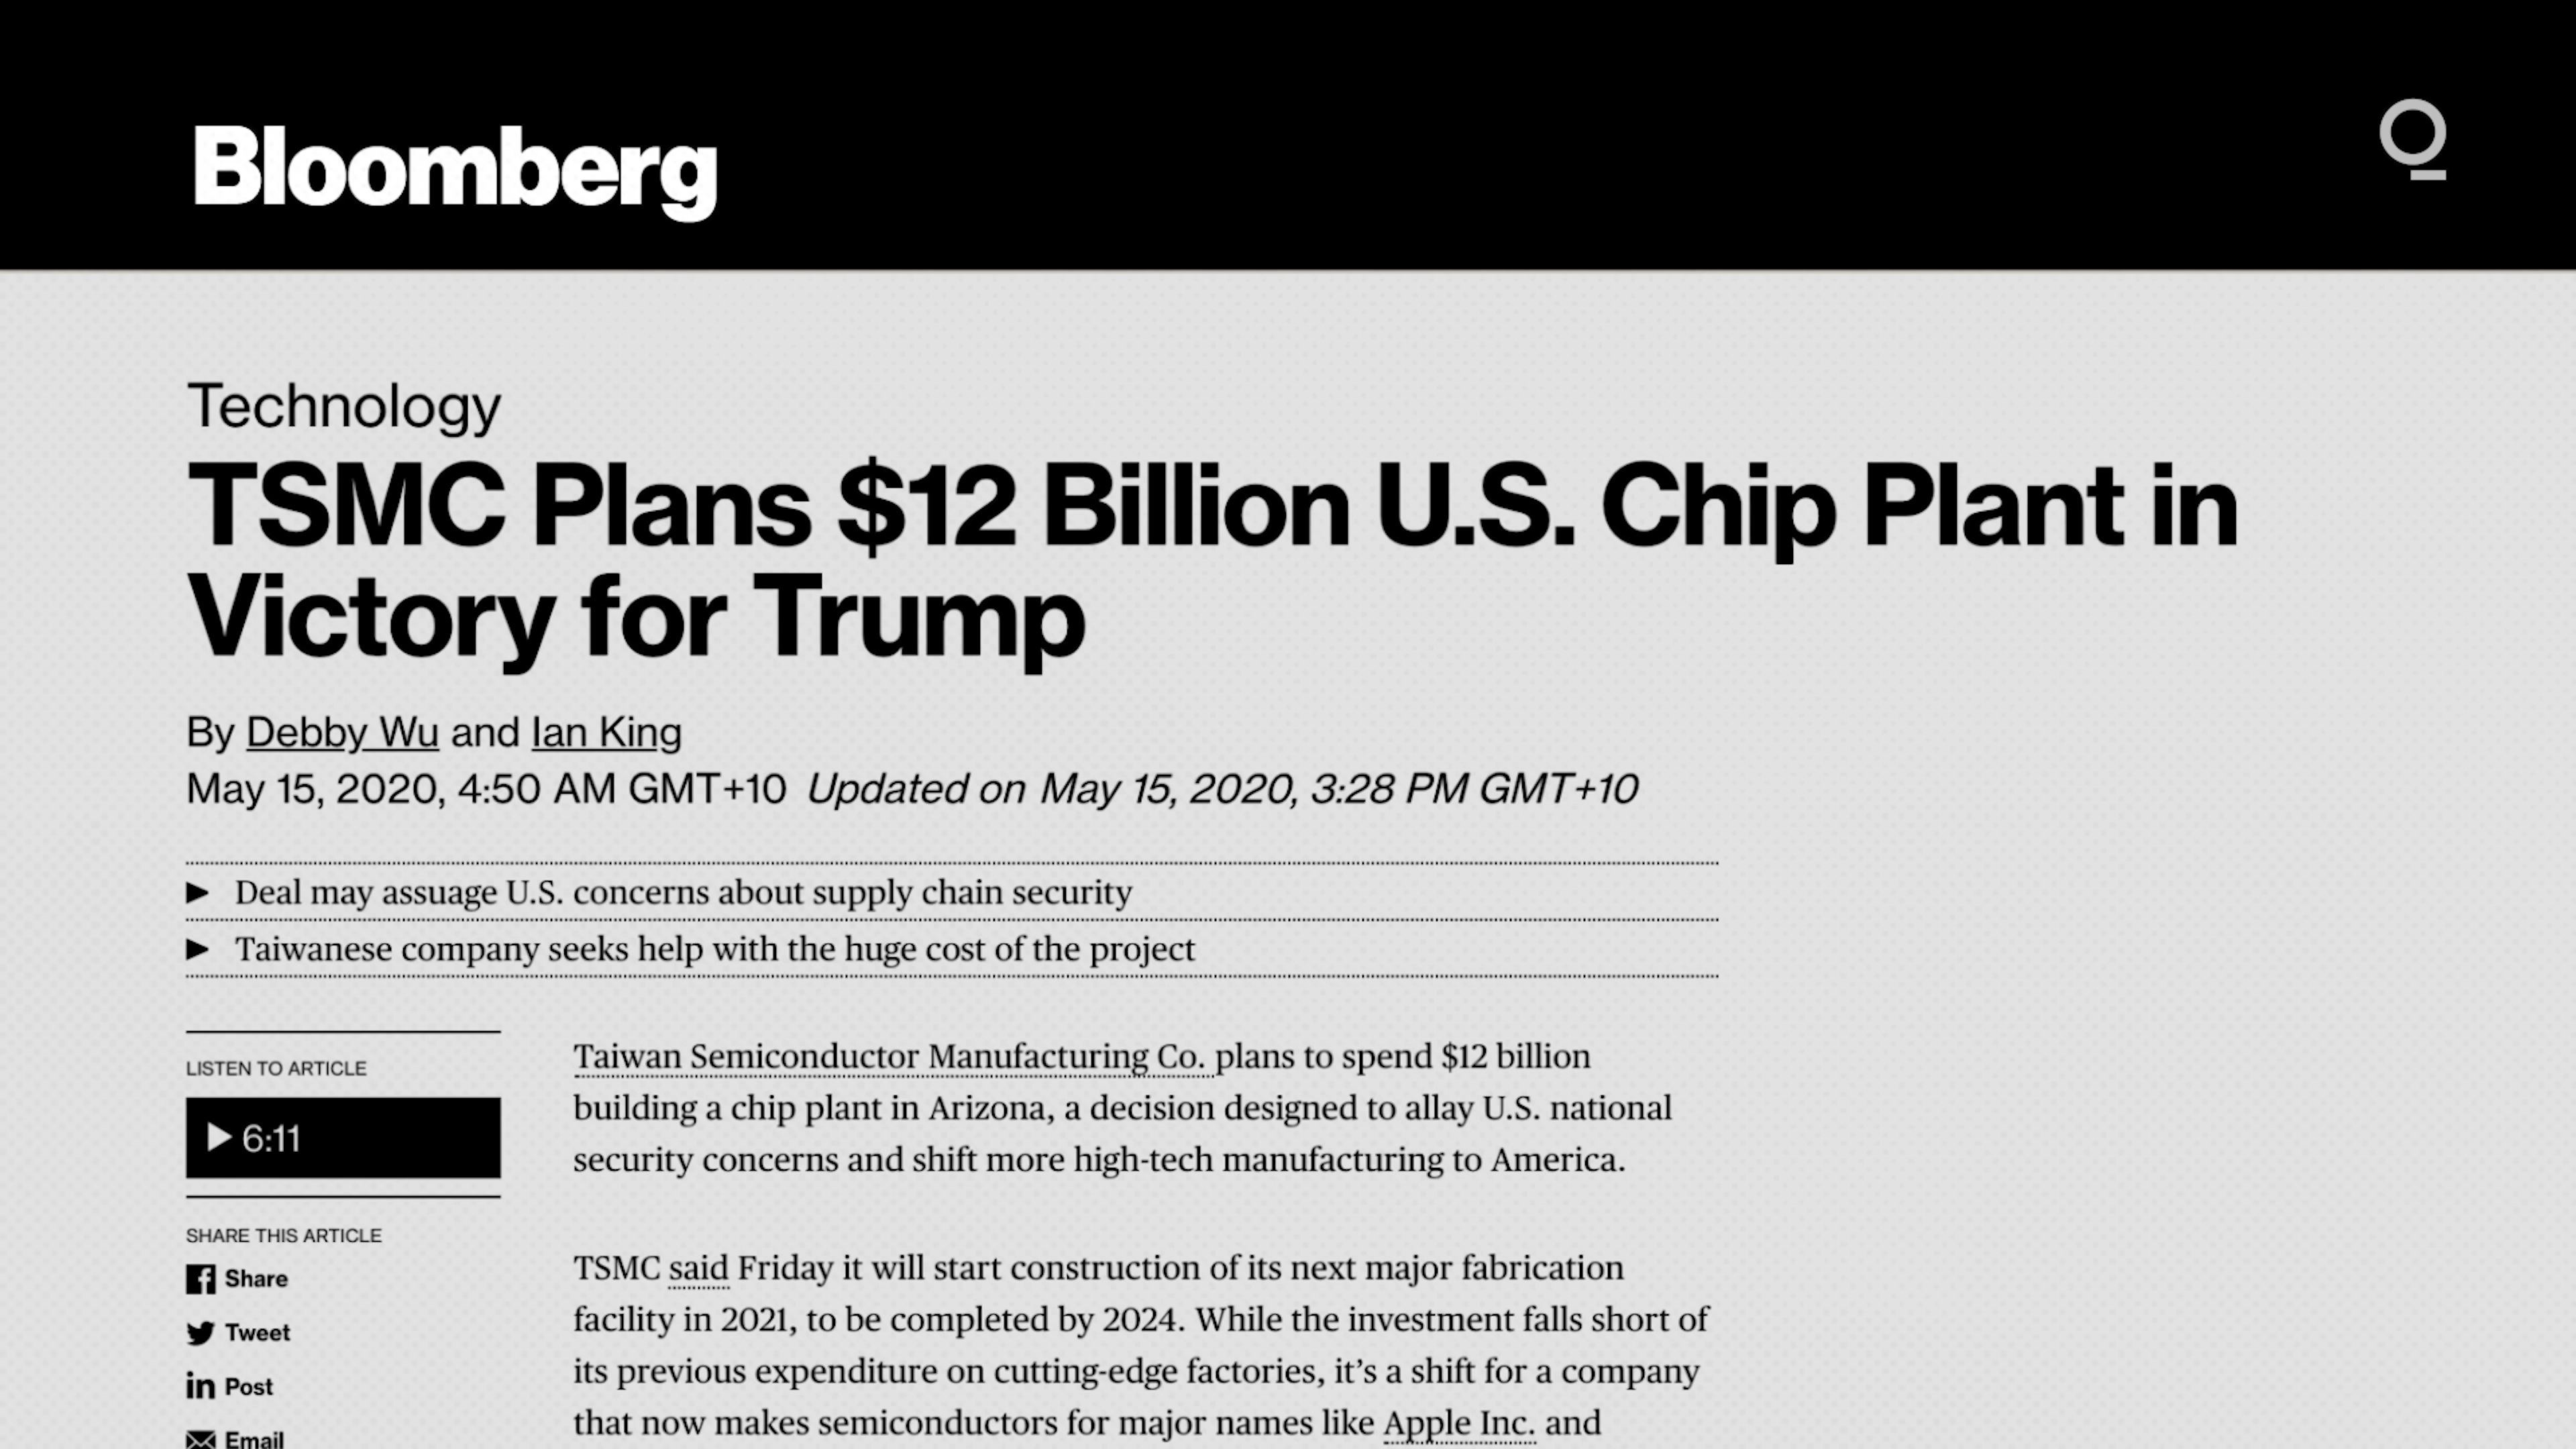 Bloomberg
Technology
TSMC Plans $12 Billion U.S. Chip Plant in
Victory for Trump
By Debby Wu and Ian King
May 15, 2020, 4:50 AM GMT+10 Updated on May 15, 2020, 3:28 PM GMT+10
Deal may assuage U.S. concerns about supply chain security
Taiwanese company seeks help with the huge cost of the project
LISTEN TO ARTICLE
6:11
SHARE THIS ARTICLE
Share
Tweet
in Post
Email
Taiwan Semiconductor Manufacturing Co. plans to spend $12 billion
building a chip plant in Arizona, a decision designed to allay U.S. national
security concerns and shift more high-tech manufacturing to America.
TSMC said Friday it will start construction of its next major fabrication
facility in 2021, to be completed by 2024. While the investment falls short of
its previous expenditure on cutting-edge factories, it’s a shift for a company
that now makes semiconductors for major names like Apple Inc. and